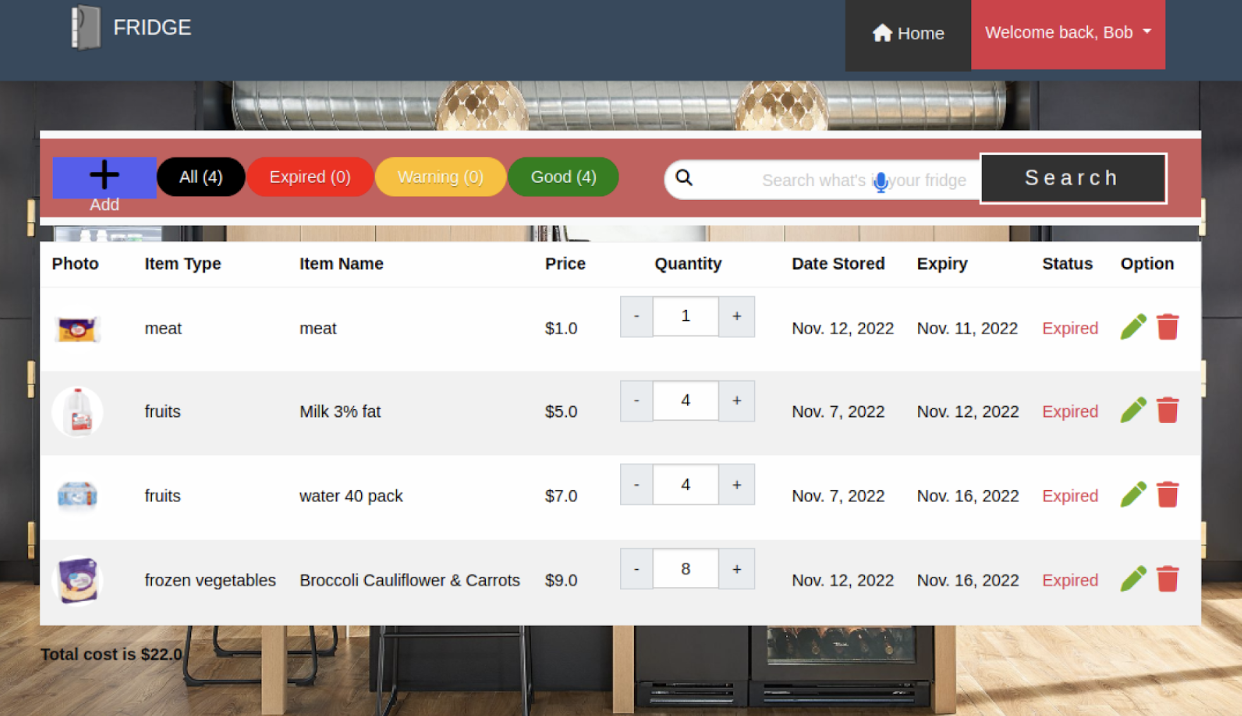 FRIDGE
Home
Welcome back, Bob
Add
All (4)
Expired (0)
Warning (0)
Good (4)
Search what's in your fridge
Search
Photo Item Type Item Name Price Quantity Date Stored Expiry Status Option
meat meat $1.0 - 1 + Nov. 12, 2022 Nov. 11, 2022 Expired
fruits Milk 3% fat $5.0 - 4 + Nov. 7, 2022 Nov. 12, 2022 Expired
fruits water 40 pack $7.0 - 4 + Nov. 7, 2022 Nov. 16, 2022 Expired
frozen vegetables Broccoli Cauliflower & Carrots $9.0 - 8 + Nov. 12, 2022 Nov. 16, 2022 Expired
Total cost is $22.0